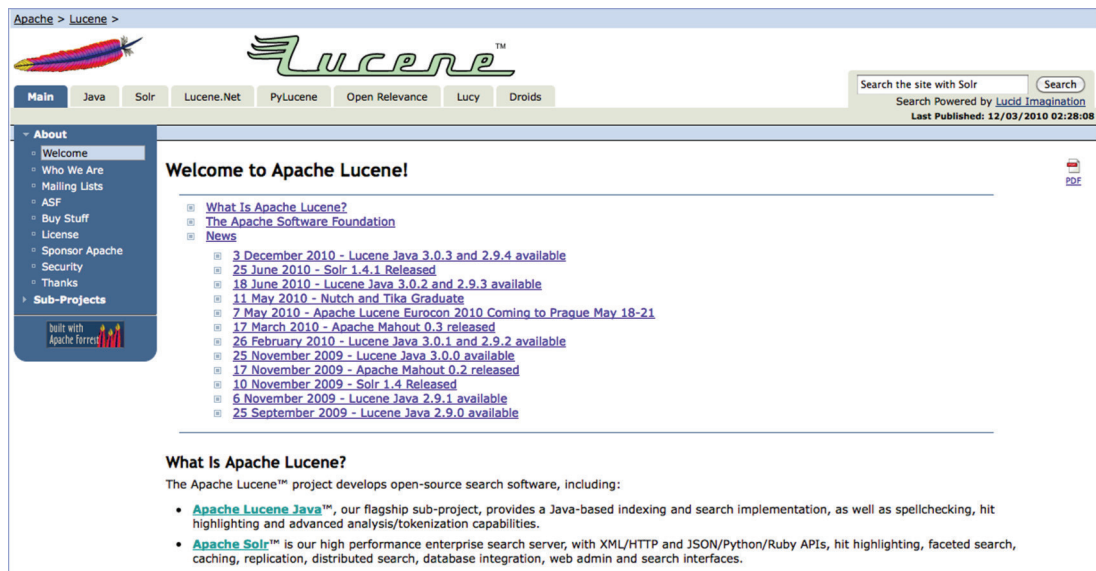 Apache > Lucene >
Lucene™
Main Java Solr Lucene.Net PyLucene Open Relevance Lucy Droids
Search the site with Solr Search
Search Powered by Lucid Imagination
Last Published: 12/03/2010 02:28:08
About
Welcome
Who We Are
Mailing Lists
ASF
Buy Stuff
License
Sponsor Apache
Security
Thanks
Sub-Projects
built with
Apache Forrest
Welcome to Apache Lucene!
PDF
What Is Apache Lucene?
The Apache Software Foundation
News
3 December 2010 - Lucene Java 3.0.3 and 2.9.4 available
25 June 2010 - Solr 1.4.1 Released
18 June 2010 - Lucene Java 3.0.2 and 2.9.3 available
11 May 2010 - Nutch and Tika Graduate
7 May 2010 - Apache Lucene Eurocon 2010 Coming to Prague May 18-21
17 March 2010 - Apache Mahout 0.3 released
26 February 2010 - Lucene Java 3.0.1 and 2.9.2 available
25 November 2009 - Lucene Java 3.0.0 available
17 November 2009 - Apache Mahout 0.2 released
10 November 2009 - Solr 1.4 Released
6 November 2009 - Lucene Java 2.9.1 available
25 September 2009 - Lucene Java 2.9.0 available
What Is Apache Lucene?
The Apache Lucene™ project develops open-source search software, including:
• Apache Lucene Java™, our flagship sub-project, provides a Java-based indexing and search implementation, as well as spellchecking, hit
highlighting and advanced analysis/tokenization capabilities.
• Apache Solr™ is our high performance enterprise search server, with XML/HTTP and JSON/Python/Ruby APIs, hit highlighting, faceted search,
caching, replication, distributed search, database integration, web admin and search interfaces.